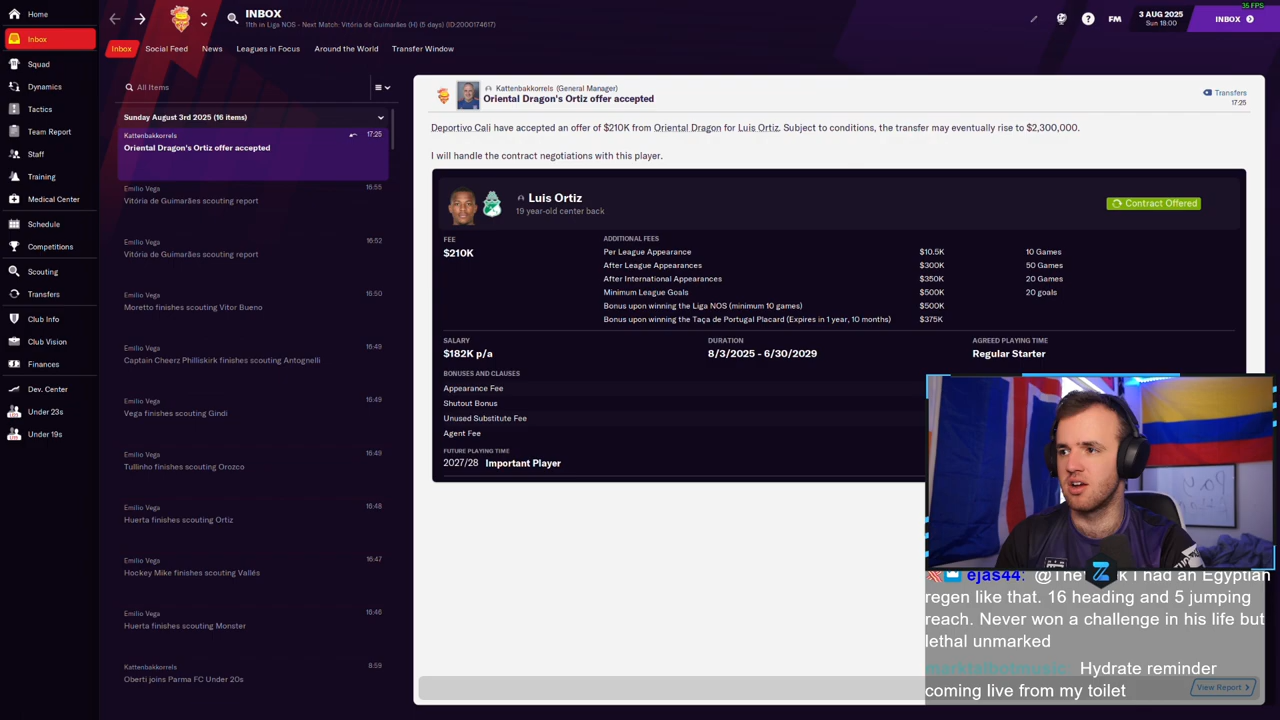 35 FPS
Home
Inbox
Squad
Dynamics
Tactics
Team Report
Staff
Training
Medical Center
Schedule
Competitions
Scouting
Transfers
Club Info
Club Vision
Finances
Dev. Center
Under 23s
Under 19s
INBOX
11th in Liga NOS - Next Match: Vitória de Guimarães (H) (5 days) (ID:2000174617)
FM
3 AUG 2025
Sun 18:00
INBOX
Inbox
Social Feed
News
Leagues in Focus
Around the World
Transfer Window
All Items
Sunday August 3rd 2025 (16 items)
Kattenbakkorrels 17:25
Oriental Dragon's Ortiz offer accepted
Emilio Vega 16:55
Vitória de Guimarães scouting report
Emilio Vega 16:52
Vitória de Guimarães scouting report
Emilio Vega 16:50
Moretto finishes scouting Vitor Bueno
Emilio Vega 16:49
Captain Cheerz Philliskirk finishes scouting Antognelli
Emilio Vega 16:49
Vega finishes scouting Gindi
Emilio Vega 16:49
Tullinho finishes scouting Orozco
Emilio Vega 16:48
Huerta finishes scouting Ortiz
Emilio Vega 16:47
Hockey Mike finishes scouting Vallés
Emilio Vega 16:46
Huerta finishes scouting Monster
Kattenbakkorrels 8:59
Oberti joins Parma FC Under 20s
Kattenbakkorrels (General Manager)
Oriental Dragon's Ortiz offer accepted
Transfers
17:25
Deportivo Cali have accepted an offer of $210K from Oriental Dragon for Luis Ortiz. Subject to conditions, the transfer may eventually rise to $2,300,000.
I will handle the contract negotiations with this player.
Luis Ortiz
19 year-old center back
Contract Offered
FEE
$210K
ADDITIONAL FEES
Per League Appearance $10.5K 10 Games
After League Appearances $300K 50 Games
After International Appearances $350K 20 Games
Minimum League Goals $500K 20 goals
Bonus upon winning the Liga NOS (minimum 10 games) $500K
Bonus upon winning the Taça de Portugal Placard (Expires in 1 year, 10 months) $375K
SALARY
$182K p/a
DURATION
8/3/2025 - 6/30/2029
AGREED PLAYING TIME
Regular Starter
BONUSES AND CLAUSES
Appearance Fee
Shutout Bonus
Unused Substitute Fee
Agent Fee
FUTURE PLAYING TIME
2027/28 Important Player
ejas44: @The k I had an Egyptian
regen like that. 16 heading and 5 jumping
reach. Never won a challenge in his life but
lethal unmarked
marktalbotmusic: Hydrate reminder
coming live from my toilet
View Report